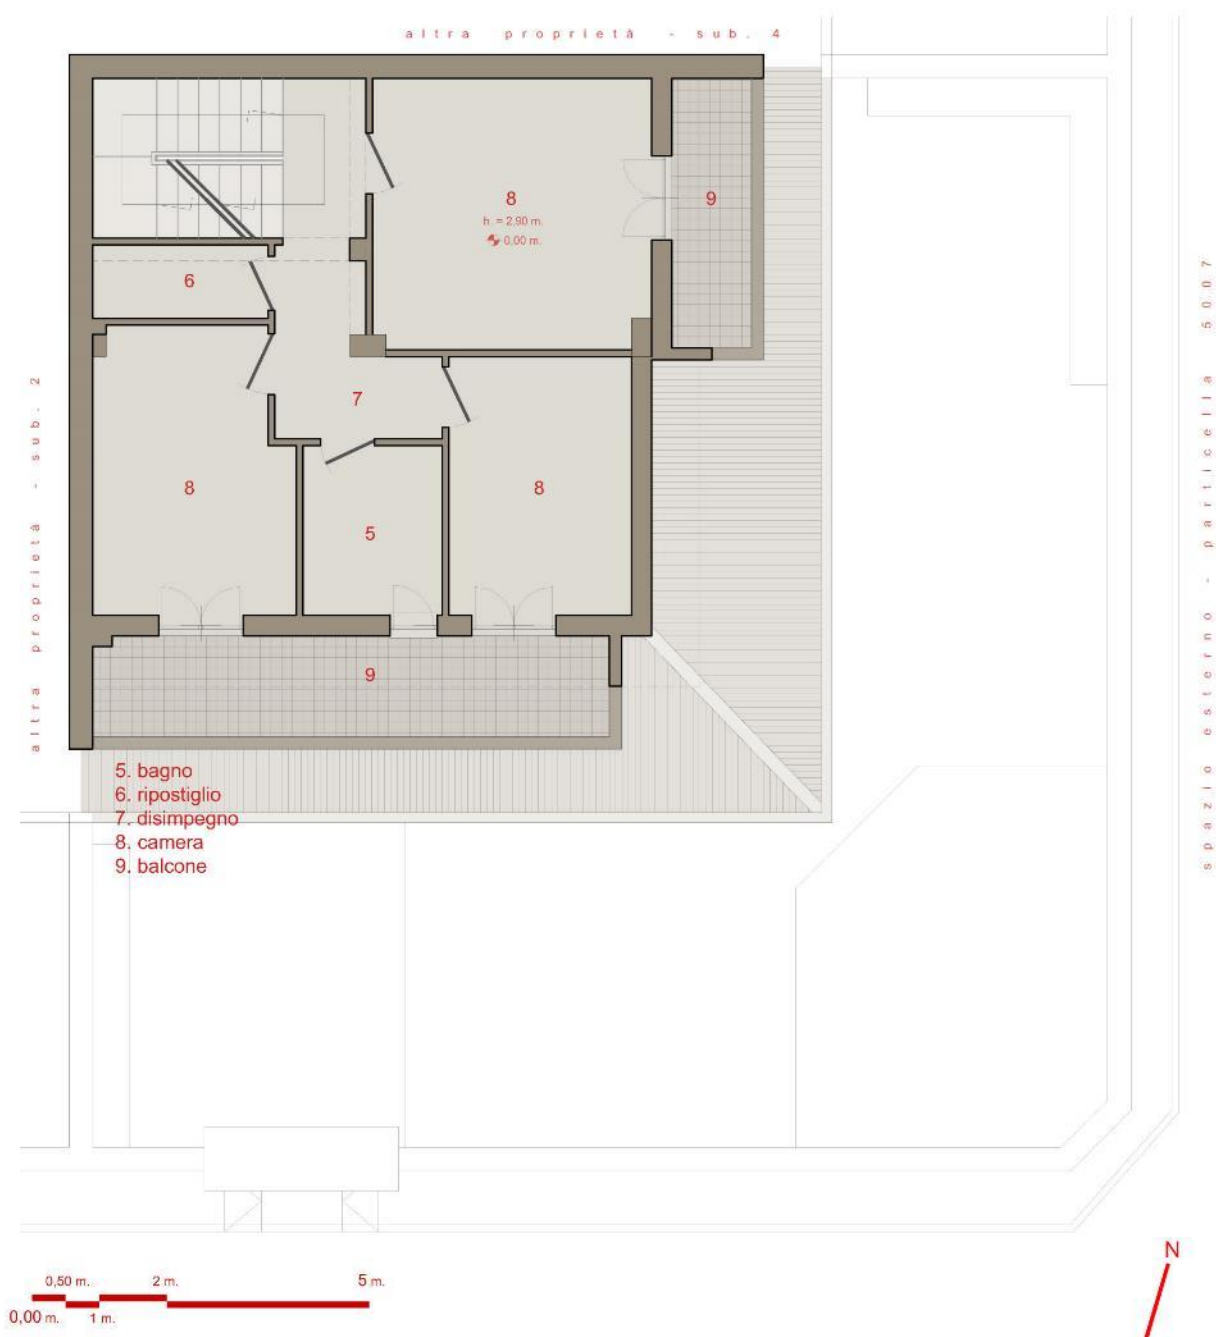 altra proprietà - sub. 4
8
h. = 2,90 m.
0,00 m.
9
6
7
8
8
5
9
altra proprietà - sub. 2
spazio esterno - particella 5007
5. bagno
6. ripostiglio
7. disimpegno
8. camera
9. balcone
N
0,50 m. 2 m. 5 m.
0,00 m. 1 m.